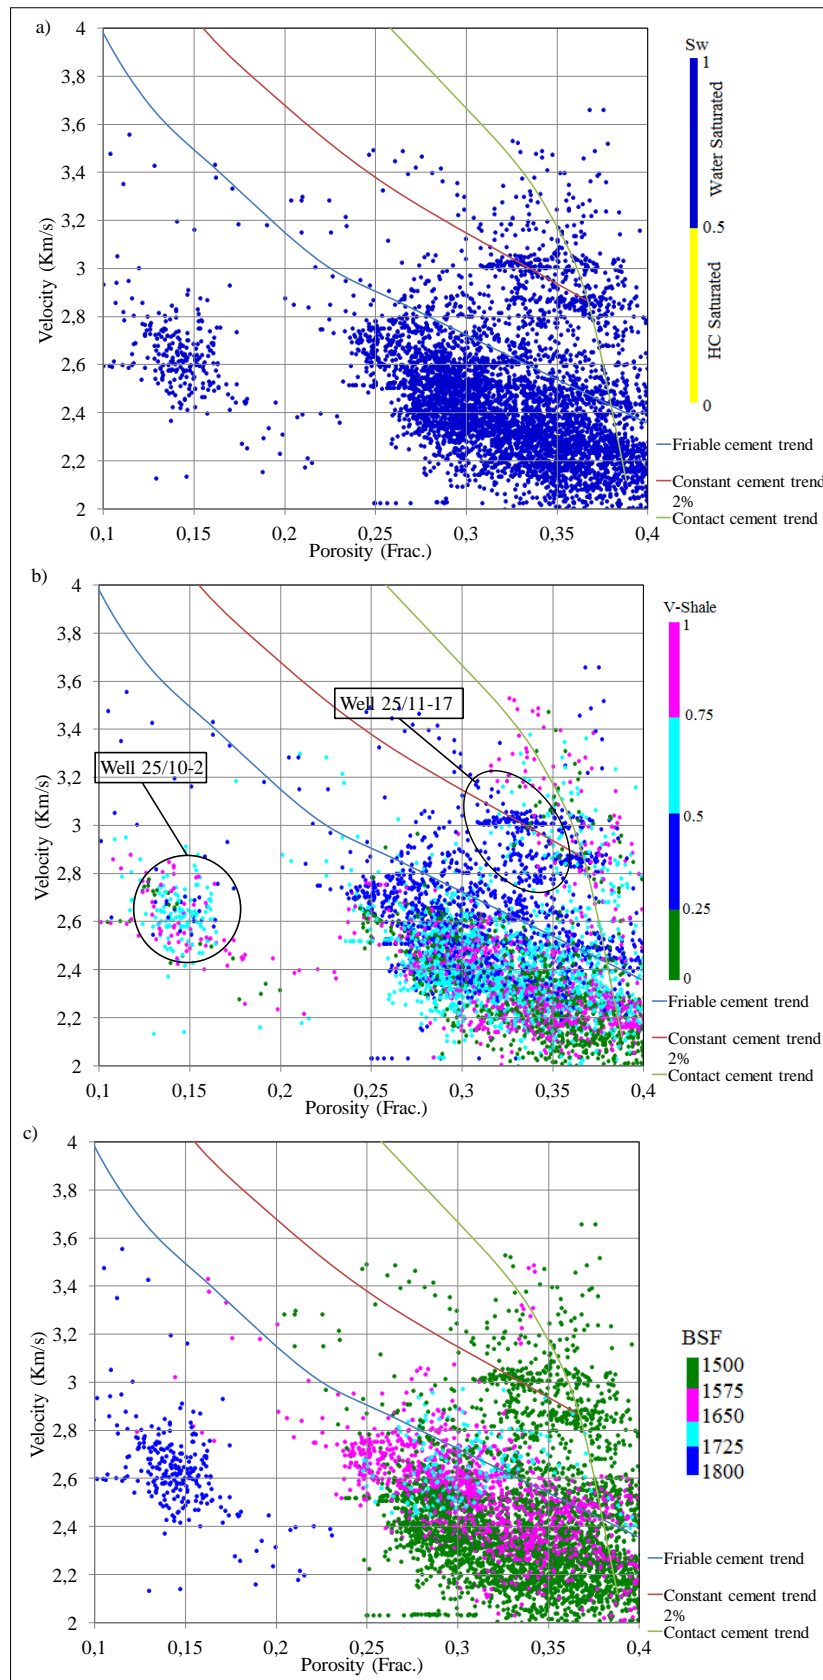 a)
4
3,8
3,6
3,4
3,2
3
2,8
2,6
2,4
2,2
2
Velocity (Km/s)
0,1 0,15 0,2 0,25 0,3 0,35 0,4
Porosity (Frac.)
Sw
1
Water Saturated
0.5
HC Saturated
0
Friable cement trend
Constant cement trend
2%
Contact cement trend
b)
4
3,8
3,6
3,4
3,2
3
2,8
2,6
2,4
2,2
2
Velocity (Km/s)
Well 25/11-17
Well 25/10-2
0,1 0,15 0,2 0,25 0,3 0,35 0,4
Porosity (Frac.)
V-Shale
1
0.75
0.5
0.25
0
Friable cement trend
Constant cement trend
2%
Contact cement trend
c)
4
3,8
3,6
3,4
3,2
3
2,8
2,6
2,4
2,2
2
Velocity (Km/s)
0,1 0,15 0,2 0,25 0,3 0,35 0,4
Porosity (Frac.)
BSF
1500
1575
1650
1725
1800
Friable cement trend
Constant cement trend
2%
Contact cement trend